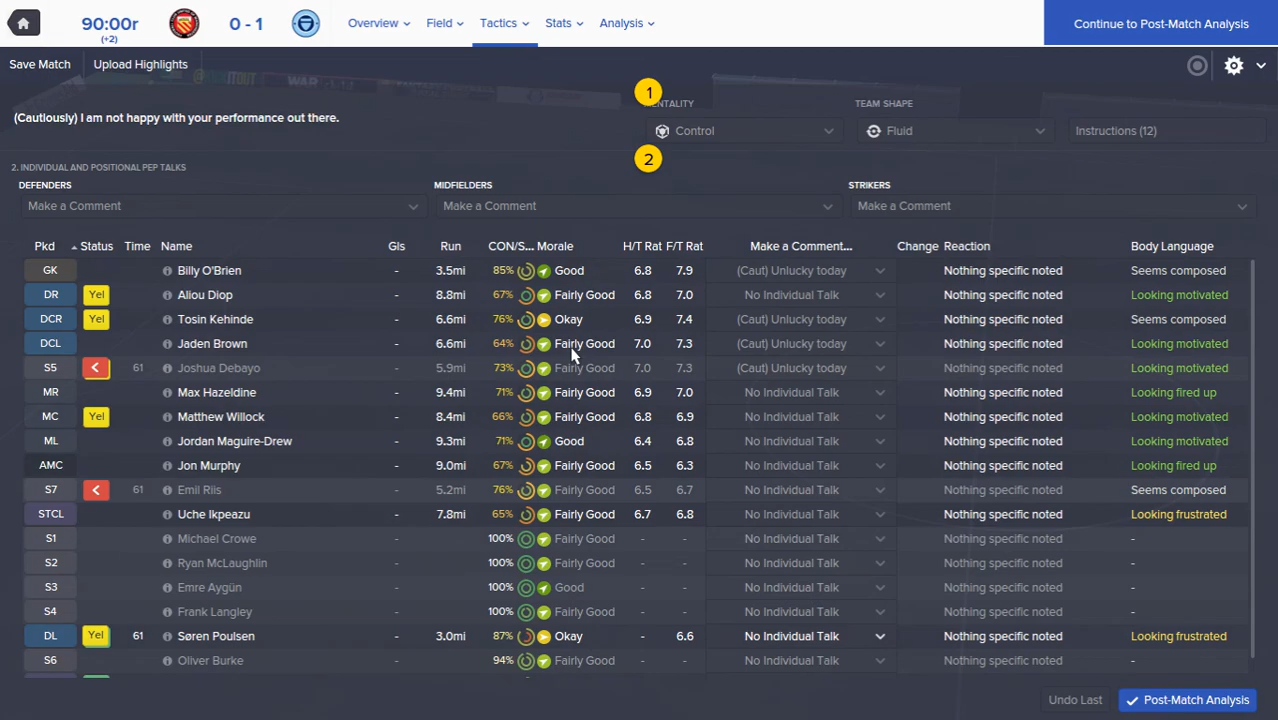 90:00r
(+2)
0 - 1
Overview
Field
Tactics
Stats
Analysis
Continue to Post-Match Analysis
Save Match
Upload Highlights
1
(Cautiously) I am not happy with your performance out there.
ENTALITY
Control
TEAM SHAPE
Fluid
Instructions (12)
2
2. INDIVIDUAL AND POSITIONAL PEP TALKS
DEFENDERS
MIDFIELDERS
STRIKERS
Make a Comment
Make a Comment
Make a Comment
Pkd Status Time Name Gls Run CON/S... Morale H/T Rat F/T Rat Make a Comment... Change Reaction Body Language
GK Billy O'Brien - 3.5mi 85% Good 6.8 7.9 (Caut) Unlucky today Nothing specific noted Seems composed
DR Yel Aliou Diop - 8.8mi 67% Fairly Good 6.8 7.0 No Individual Talk Nothing specific noted Looking motivated
DCR Yel Tosin Kehinde - 6.6mi 76% Okay 6.9 7.4 (Caut) Unlucky today Nothing specific noted Seems composed
DCL Jaden Brown - 6.6mi 64% Fairly Good 7.0 7.3 (Caut) Unlucky today Nothing specific noted Looking motivated
S5 61 Joshua Debayo - 5.9mi 73% Fairly Good 7.0 7.3 (Caut) Unlucky today Nothing specific noted Looking motivated
MR Max Hazeldine - 9.4mi 71% Fairly Good 6.9 7.0 No Individual Talk Nothing specific noted Looking fired up
MC Yel Matthew Willock - 8.4mi 66% Fairly Good 6.8 6.9 No Individual Talk Nothing specific noted Looking motivated
ML Jordan Maguire-Drew - 9.3mi 71% Good 6.4 6.8 No Individual Talk Nothing specific noted Looking motivated
AMC Jon Murphy - 9.0mi 67% Fairly Good 6.5 6.3 No Individual Talk Nothing specific noted Looking fired up
S7 61 Emil Riis - 5.2mi 76% Fairly Good 6.5 6.7 No Individual Talk Nothing specific noted Seems composed
STCL Uche Ikpeazu - 7.8mi 65% Fairly Good 6.7 6.8 No Individual Talk Nothing specific noted Looking frustrated
S1 Michael Crowe - 100% Fairly Good - - No Individual Talk Nothing specific noted -
S2 Ryan McLaughlin - 100% Fairly Good - - No Individual Talk Nothing specific noted -
S3 Emre Aygün - 100% Good - - No Individual Talk Nothing specific noted -
S4 Frank Langley - 100% Fairly Good - - No Individual Talk Nothing specific noted -
DL Yel 61 Søren Poulsen - 3.0mi 87% Okay - 6.6 No Individual Talk Nothing specific noted Looking frustrated
S6 Oliver Burke - 94% Fairly Good - - No Individual Talk Nothing specific noted -
Undo Last
Post-Match Analysis